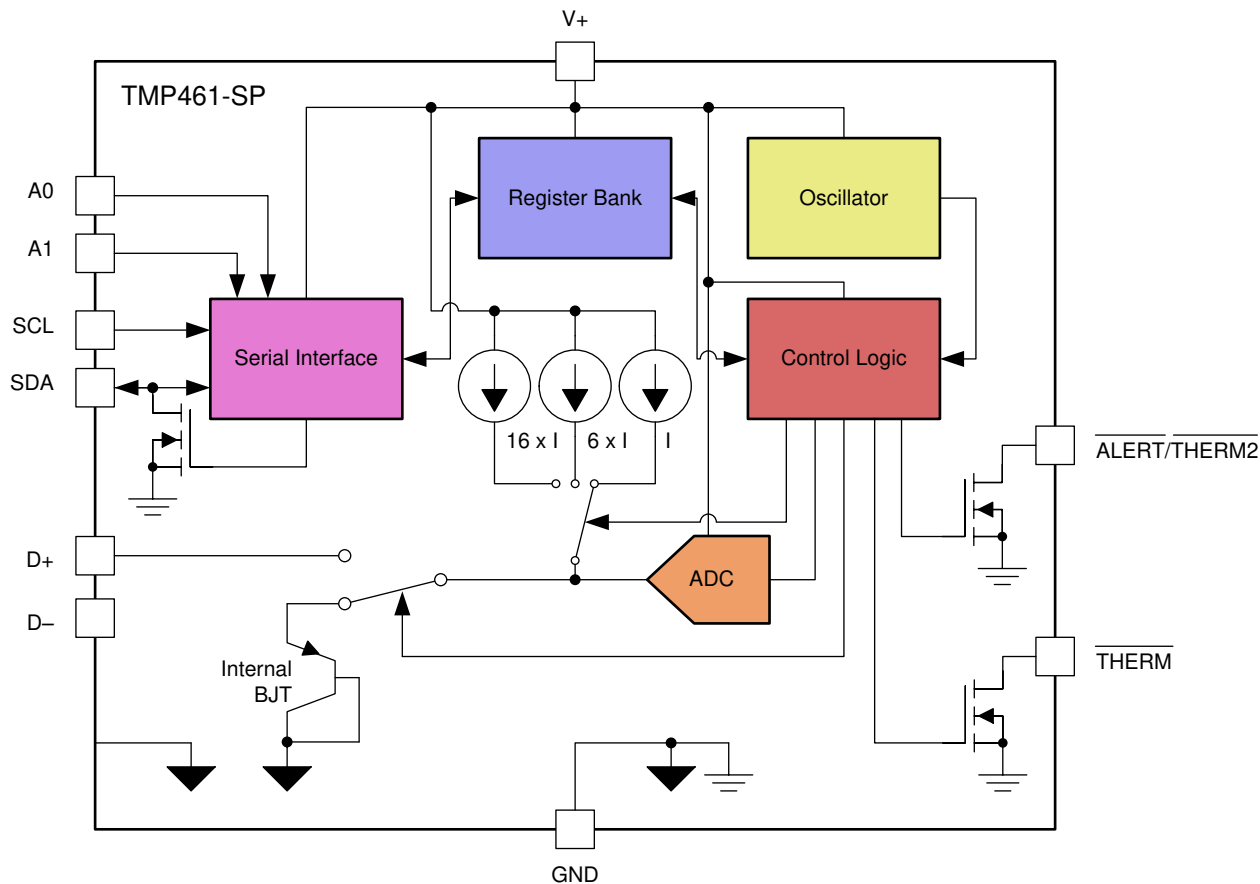 V+
TMP461-SP
A0
A1
SCL
SDA
D+
D–
Register Bank
Oscillator
Serial Interface
Control Logic
16 x I
6 x I
I
ALERT/THERM2
ADC
Internal
BJT
THERM
GND